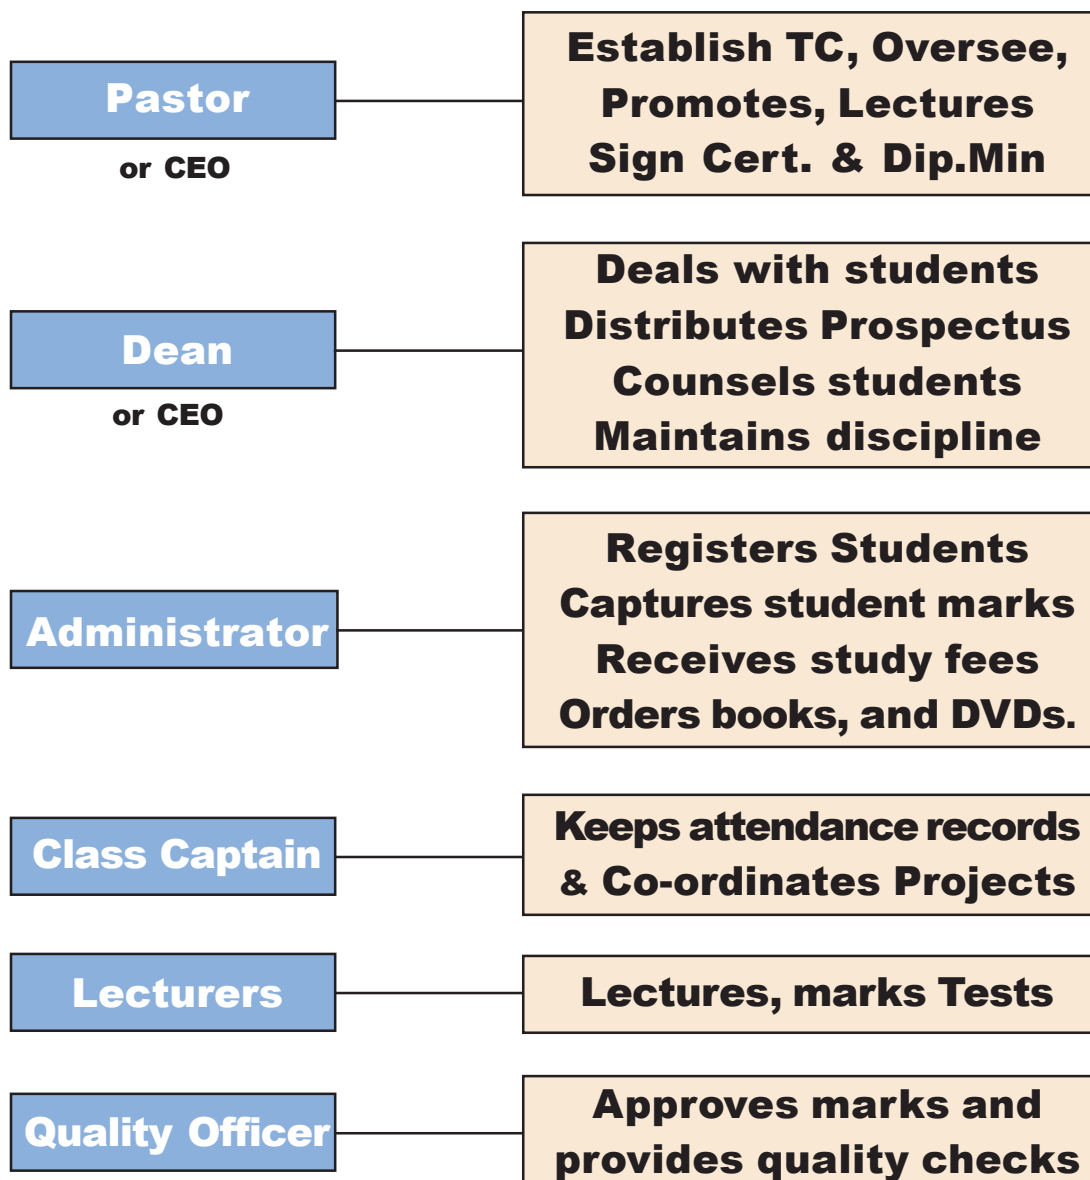 Pastor
or CEO
Establish TC, Oversee,
Promotes, Lectures
Sign Cert. & Dip.Min
Dean
or CEO
Deals with students
Distributes Prospectus
Counsels students
Maintains discipline
Administrator
Registers Students
Captures student marks
Receives study fees
Orders books, and DVDs.
Class Captain
Keeps attendance records
& Co-ordinates Projects
Lecturers
Lectures, marks Tests
Quality Officer
Approves marks and
provides quality checks